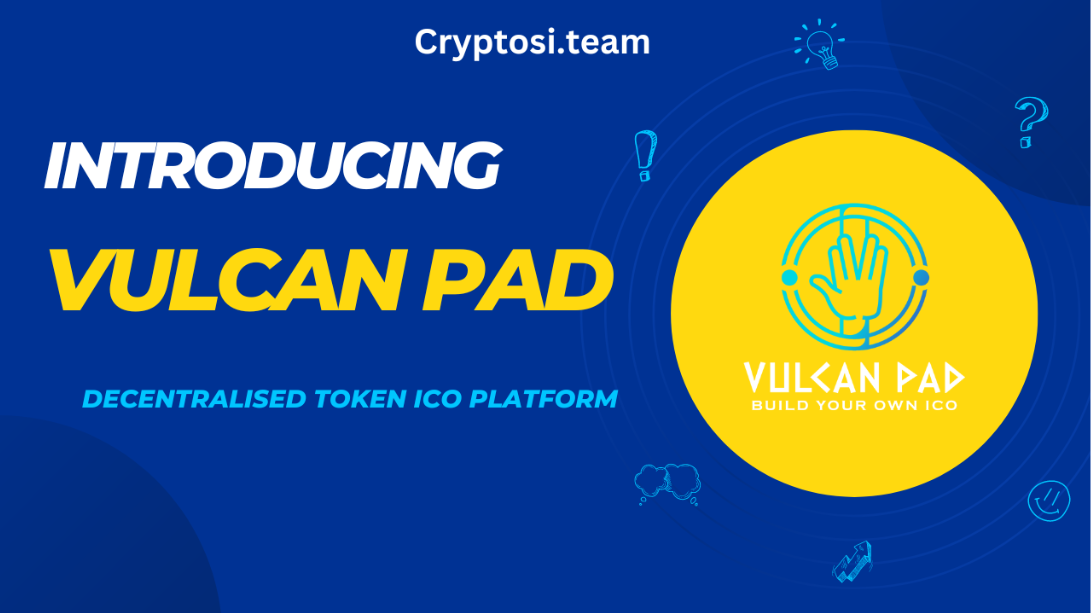 Cryptosi.team
INTRODUCING
VULCAN PAD
DECENTRALISED TOKEN ICO PLATFORM
VULCAN PAD
BUILD YOUR OWN ICO